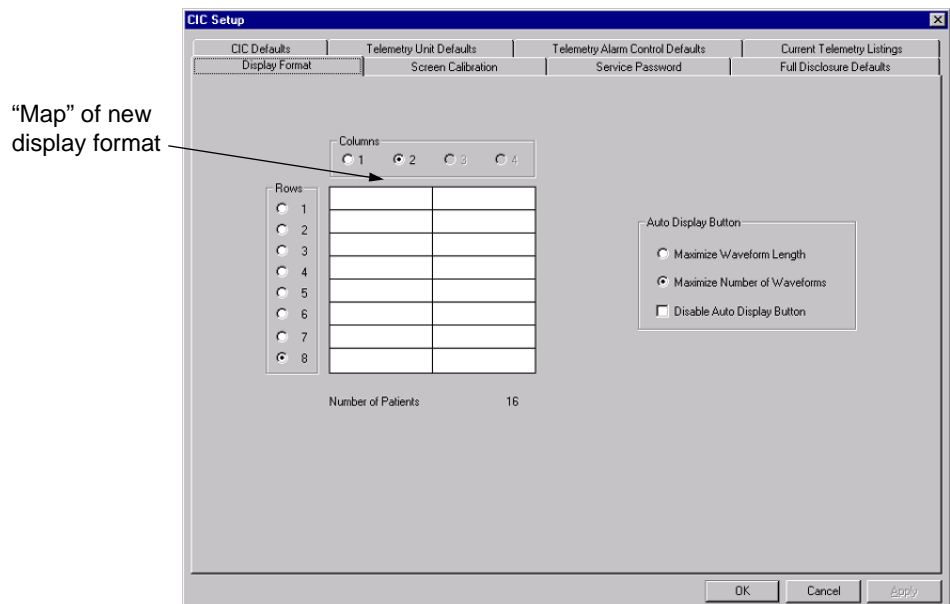 CIC Setup
CIC Defaults
Telemetry Unit Defaults
Telemetry Alarm Control Defaults
Current Telemetry Listings
Display Format
Screen Calibration
Service Password
Full Disclosure Defaults
“Map” of new
display format
Columns
1 2 3 4
Rows
1
2
3
4
5
6
7
8
Auto Display Button
Maximize Waveform Length
Maximize Number of Waveforms
Disable Auto Display Button
Number of Patients 16
OK
Cancel
Apply